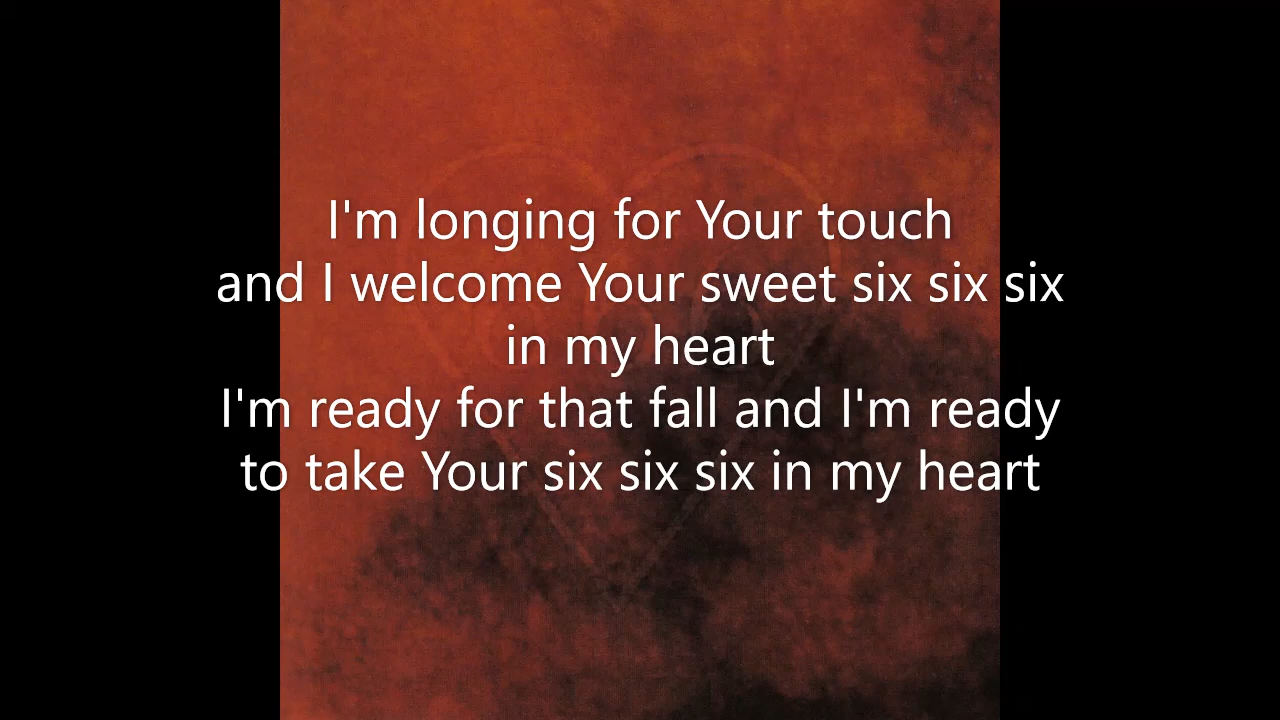 I'm longing for Your touch
and I welcome Your sweet six six six
in my heart
I'm ready for that fall and I'm ready
to take Your six six six in my heart